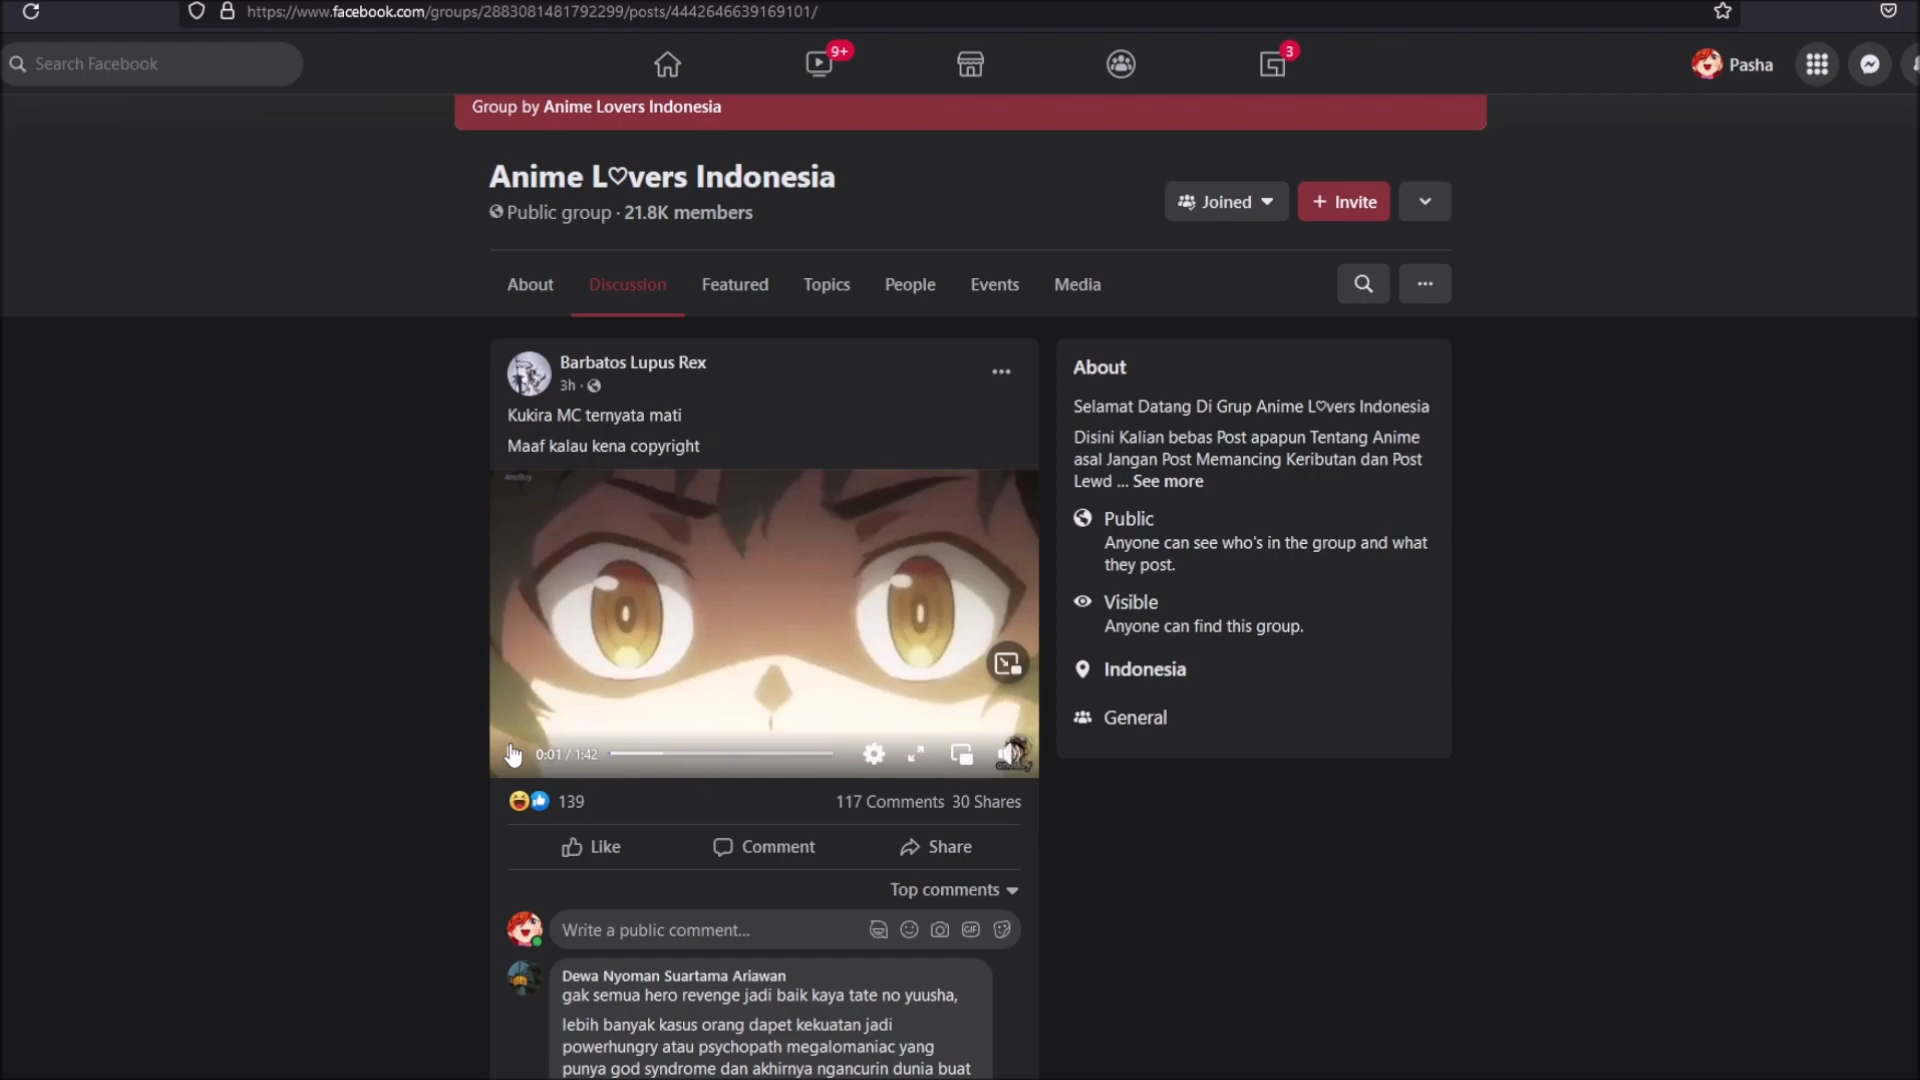 https://www.facebook.com/groups/2883081481792299/posts/4442646639169101/
Search Facebook
9+
3
Pasha
Group by Anime Lovers Indonesia
Anime L♡vers Indonesia
Public group · 21.8K members
Joined
+ Invite
About
Discussion
Featured
Topics
People
Events
Media
Barbatos Lupus Rex
3h ·
Kukira MC ternyata mati
Maaf kalau kena copyright
0:01 / 1:42
139
117 Comments 30 Shares
Like
Comment
Share
Top comments
Write a public comment...
GIF
Dewa Nyoman Suartama Ariawan
gak semua hero revenge jadi baik kaya tate no yuusha,
lebih banyak kasus orang dapet kekuatan jadi
powerhungry atau psychopath megalomaniac yang
punya god syndrome dan akhirnya ngancurin dunia buat
About
Selamat Datang Di Grup Anime L♡vers Indonesia
Disini Kalian bebas Post apapun Tentang Anime
asal Jangan Post Memancing Keributan dan Post
Lewd ... See more
Public
Anyone can see who's in the group and what
they post.
Visible
Anyone can find this group.
Indonesia
General